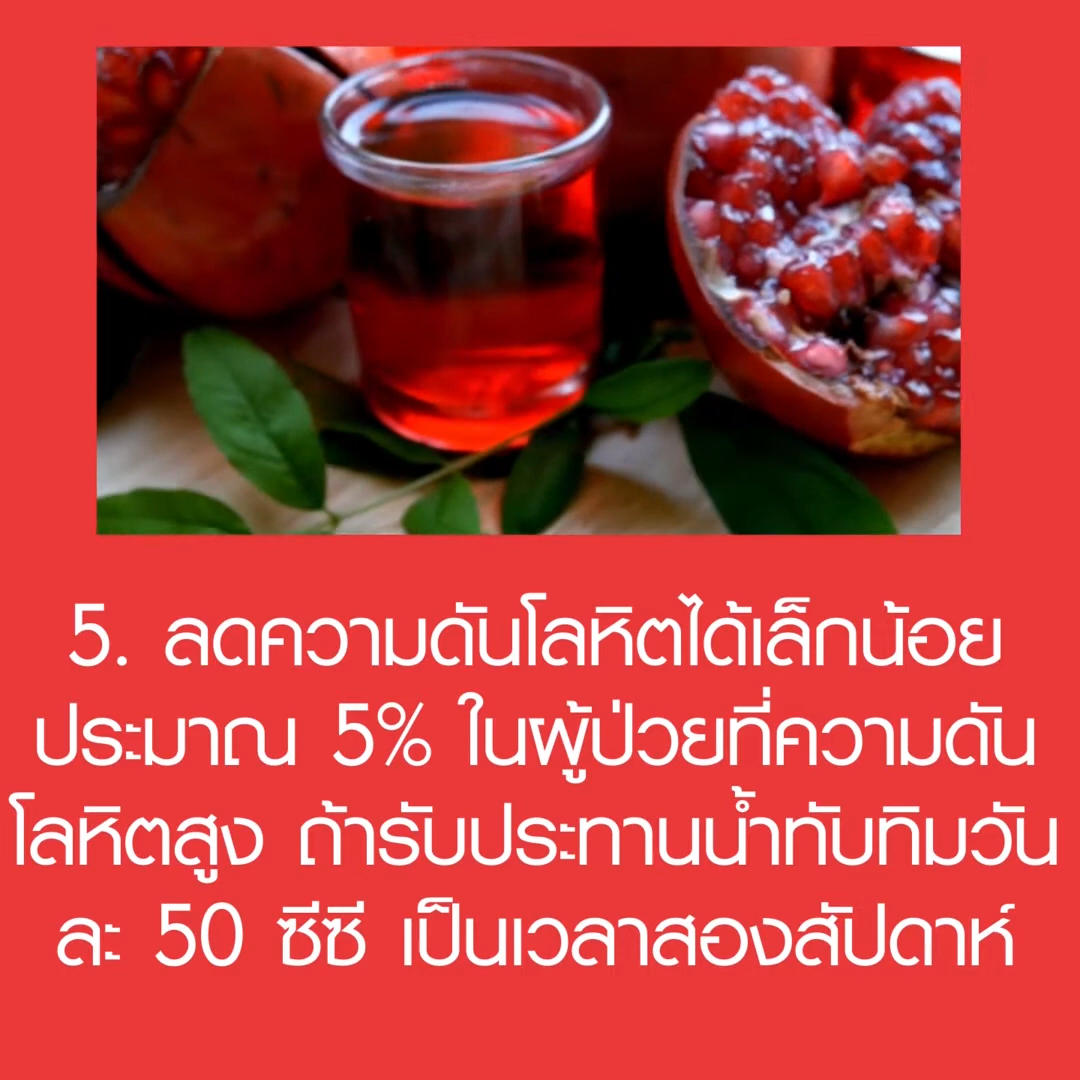 5. ลดความดันโลหิตได้เล็กน้อย
ประมาณ 5% ในผู้ป่วยที่ความดัน
โลหิตสูง ถ้ารับประทานน้ำทับทิมวัน
ละ 50 ซีซี เป็นเวลาสองสัปดาห์